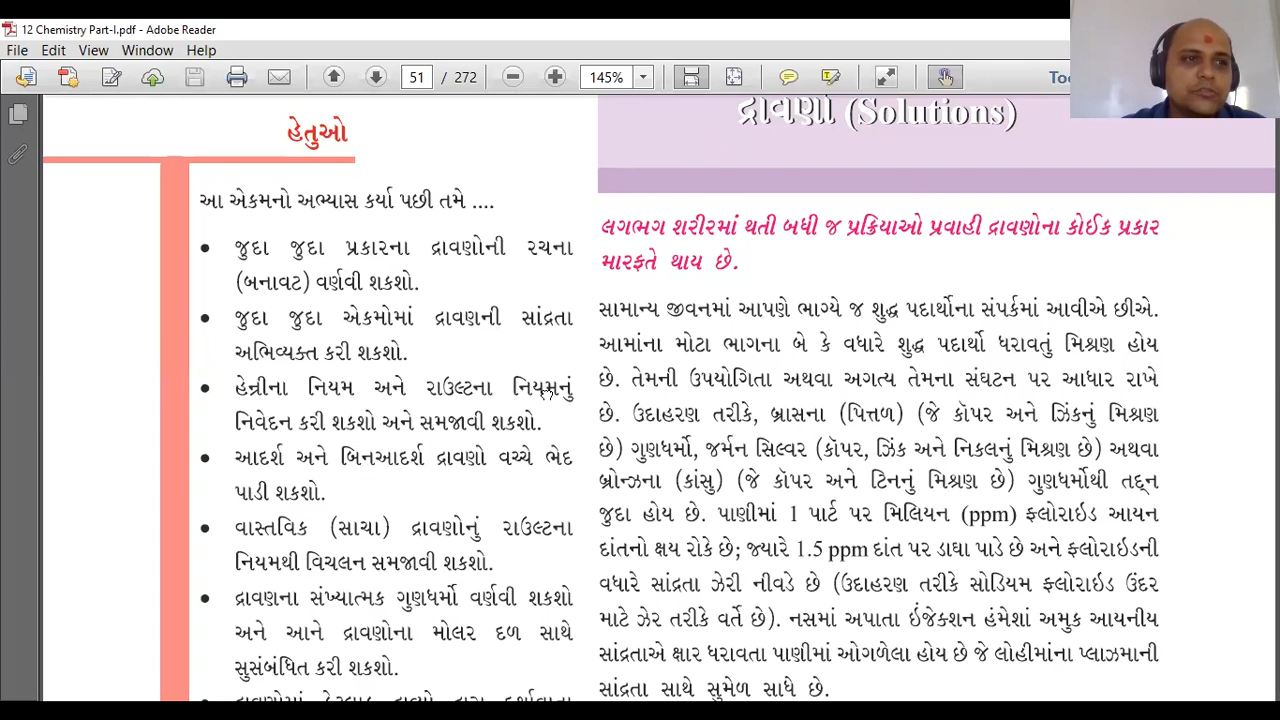 12 Chemistry Part-I.pdf - Adobe Reader
File Edit View Window Help
51 / 272 145%
હેતુઓ
આ એકમનો અભ્યાસ કર્યા પછી તમે ....
• જુદા જુદા પ્રકારના દ્રાવણોની રચના
(બનાવટ) વર્ણવી શકશો.
• જુદા જુદા એકમોમાં દ્રાવણની સાંદ્રતા
અભિવ્યક્ત કરી શકશો.
• હેન્રીના નિયમ અને રાઉલ્ટના નિયમનું
નિવેદન કરી શકશો અને સમજાવી શકશો.
• આદર્શ અને બિનઆદર્શ દ્રાવણો વચ્ચે ભેદ
પાડી શકશો.
• વાસ્તવિક (સાચા) દ્રાવણોનું રાઉલ્ટના
નિયમથી વિચલન સમજાવી શકશો.
• દ્રાવણના સંખ્યાત્મક ગુણધર્મો વર્ણવી શકશો
અને આને દ્રાવણોના મોલર દળ સાથે
સુસંબંધિત કરી શકશો.
દ્રાવણો (Solutions)
લગભગ શરીરમાં થતી બધી જ પ્રક્રિયાઓ પ્રવાહી દ્રાવણોના કોઈક પ્રકાર
મારફતે થાય છે.
સામાન્ય જીવનમાં આપણે ભાગ્યે જ શુદ્ધ પદાર્થોના સંપર્કમાં આવીએ છીએ.
આમાંના મોટા ભાગના બે કે વધારે શુદ્ધ પદાર્થો ધરાવતું મિશ્રણ હોય
છે. તેમની ઉપયોગિતા અથવા અગત્ય તેમના સંઘટન પર આધાર રાખે
છે. ઉદાહરણ તરીકે, બ્રાસના (પિત્તળ) (જે કૉપર અને ઝિંકનું મિશ્રણ
છે) ગુણધર્મો, જર્મન સિલ્વર (કૉપર, ઝિંક અને નિકલનું મિશ્રણ છે) અથવા
બ્રોન્ઝના (કાંસુ) (જે કૉપર અને ટિનનું મિશ્રણ છે) ગુણધર્મોથી તદ્દન
જુદા હોય છે. પાણીમાં 1 પાર્ટ પર મિલિયન (ppm) ફ્લોરાઇડ આયન
દાંતનો ક્ષય રોકે છે; જ્યારે 1.5 ppm દાંત પર ડાઘા પાડે છે અને ફ્લોરાઇડની
વધારે સાંદ્રતા ઝેરી નીવડે છે (ઉદાહરણ તરીકે સોડિયમ ફ્લોરાઇડ ઉંદર
માટે ઝેર તરીકે વર્તે છે). નસમાં અપાતા ઇંજેક્શન હંમેશાં અમુક આયનીય
સાંદ્રતાએ ક્ષાર ધરાવતા પાણીમાં ઓગળેલા હોય છે જે લોહીમાંના પ્લાઝમાની
સાંદ્રતા સાથે સુમેળ સાધે છે.